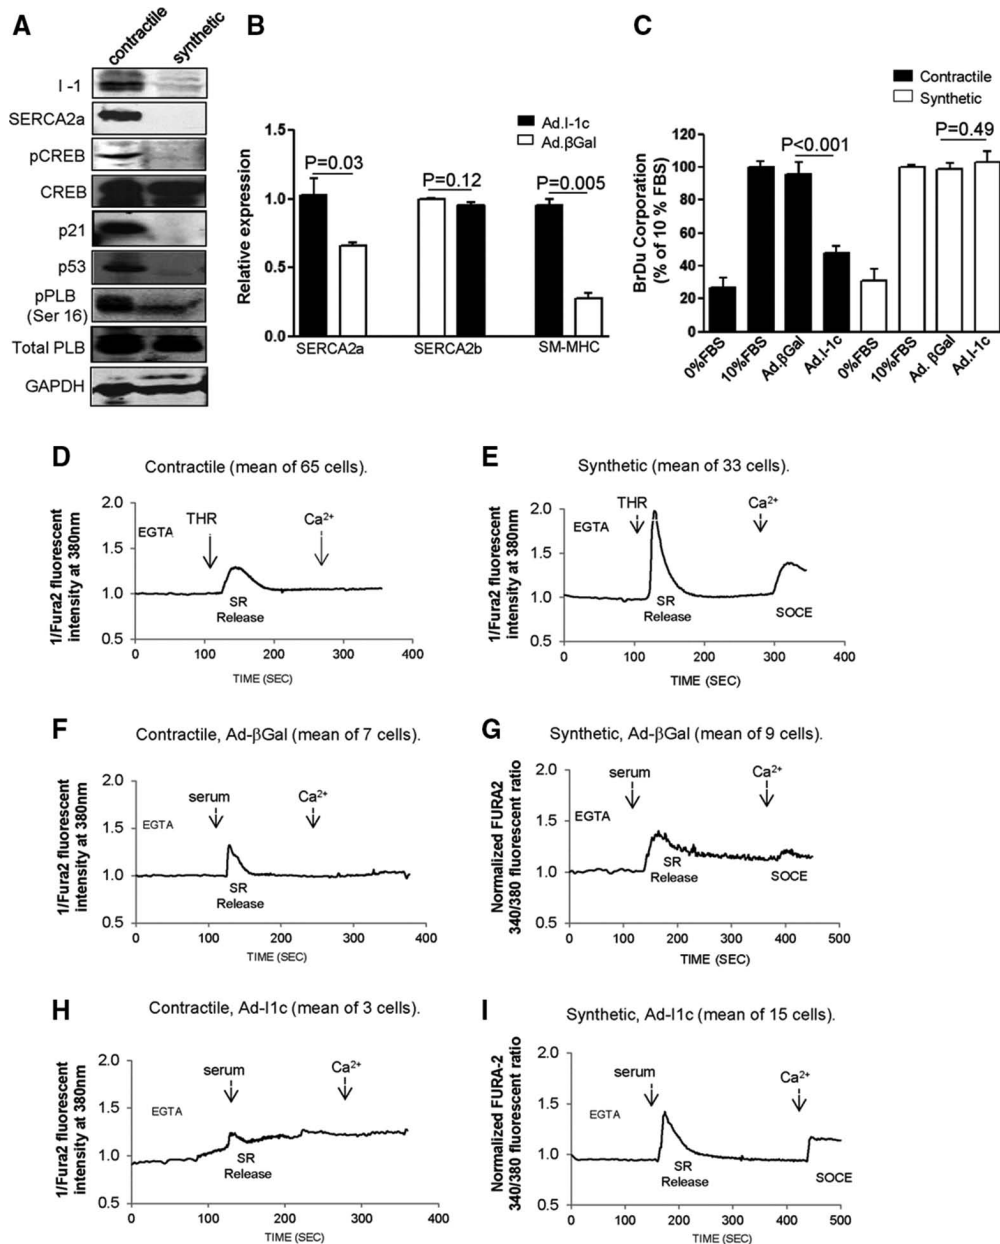 A
contractile
synthetic
I -1
SERCA2a
pCREB
CREB
p21
p53
pPLB
(Ser 16)
Total PLB
GAPDH
B
Ad.I-1c
Ad.βGal
Relative expression
1.5
1.0
0.5
0.0
P=0.03
P=0.12
P=0.005
SERCA2a
SERCA2b
SM-MHC
C
Contractile
Synthetic
BrDu Corporation
(% of 10 % FBS)
120
100
80
60
40
20
0
P<0.001
P=0.49
0%FBS
10%FBS
Ad.βGal
Ad.I-1c
0%FBS
10%FBS
Ad. βGal
Ad.I-1c
D
Contractile (mean of 65 cells).
1/Fura2 fluorescent
intensity at 380nm
2.0
1.5
1.0
0.5
EGTA
THR
Ca²⁺
SR
Release
0 100 200 300 400
TIME (SEC)
E
Synthetic (mean of 33 cells).
1/Fura2 fluorescent
intensity at 380nm
2.0
1.5
1.0
0.5
EGTA
THR
Ca²⁺
SR
Release
SOCE
0 100 200 300 400
TIME (SEC)
F
Contractile, Ad-βGal (mean of 7 cells).
1/Fura2 fluorescent
intensity at 380nm
2.0
1.5
1.0
0.5
EGTA
serum
Ca²⁺
SR
Release
0 100 200 300 400
TIME (SEC)
G
Synthetic, Ad-βGal (mean of 9 cells).
Normalized FURA2
340/380 fluorescent ratio
2.0
1.5
1.0
0.5
EGTA
serum
Ca²⁺
SR
Release
SOCE
0 100 200 300 400 500
TIME (SEC)
H
Contractile, Ad-I1c (mean of 3 cells).
1/Fura2 fluorescent
intensity at 380nm
2.0
1.5
1.0
0.5
EGTA
serum
Ca²⁺
SR
Release
0 100 200 300 400
TIME (SEC)
I
Synthetic, Ad-I1c (mean of 15 cells).
Normalized FURA-2
340/380 fluorescent ratio
2.0
1.5
1.0
0.5
EGTA
serum
Ca²⁺
SR
Release
SOCE
0 100 200 300 400 500
TIME (SEC)